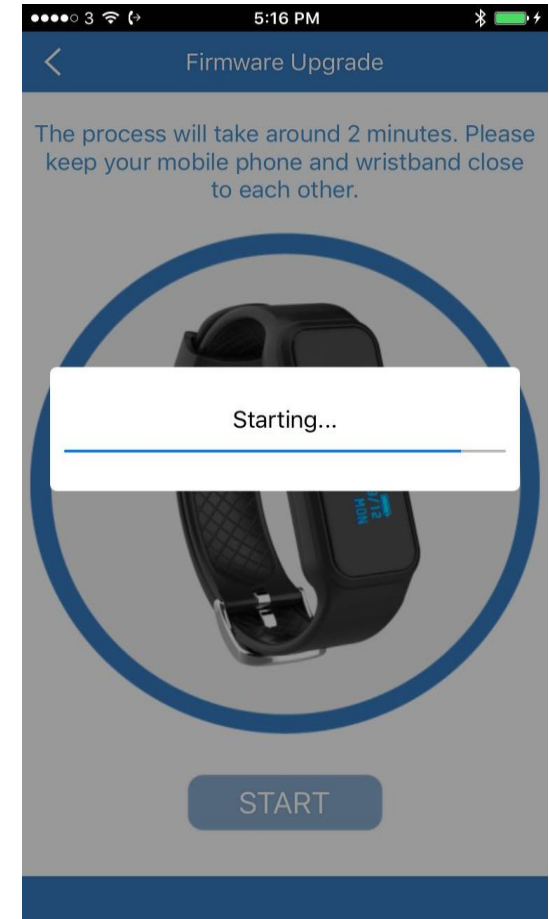 3 5:16 PM
Firmware Upgrade
The process will take around 2 minutes. Please
keep your mobile phone and wristband close
to each other.
Starting...
MON
START